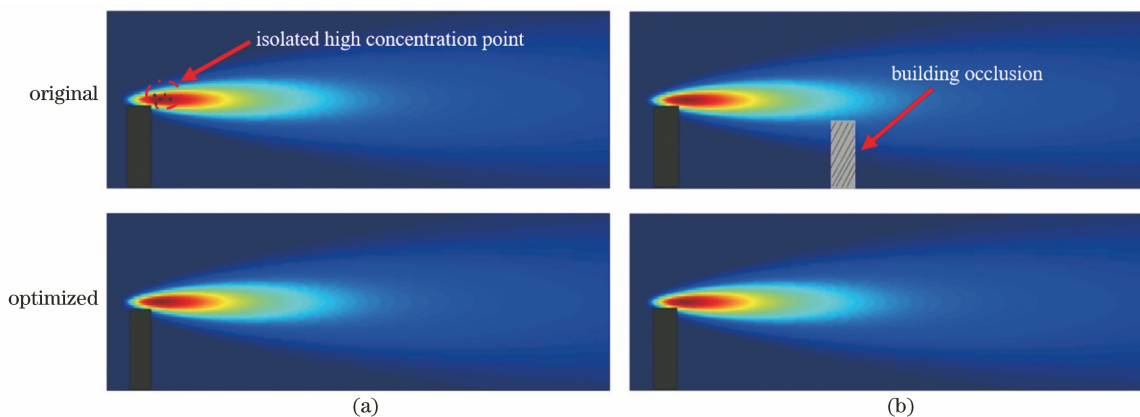 isolated high concentration point
building occlusion
original
optimized
(a)
(b)